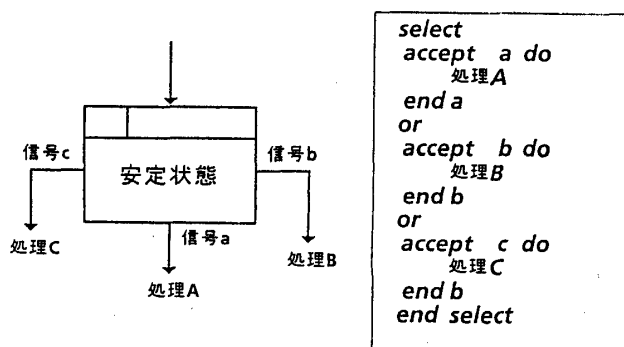 信号c
信号b
安定状態
信号a
処理C
処理B
処理A
select
accept a do
処理A
end a
or
accept b do
処理B
end b
or
accept c do
処理C
end b
end select